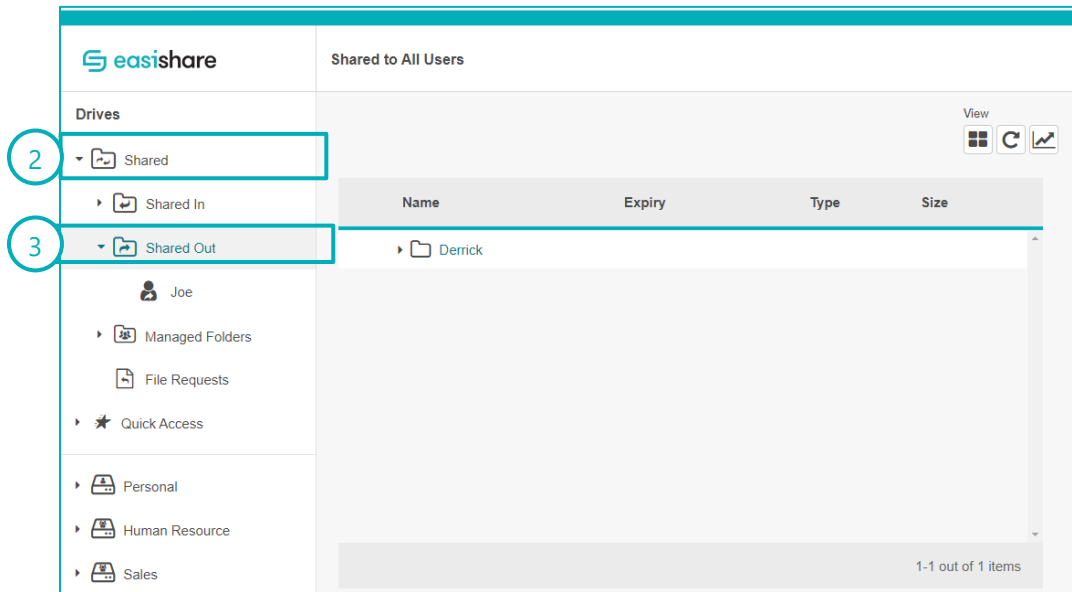 easishare
Shared to All Users
Drives
View
2
Shared
Shared In
Name Expiry Type Size
3
Shared Out
Derrick
Joe
Managed Folders
File Requests
Quick Access
Personal
Human Resource
Sales
1-1 out of 1 items